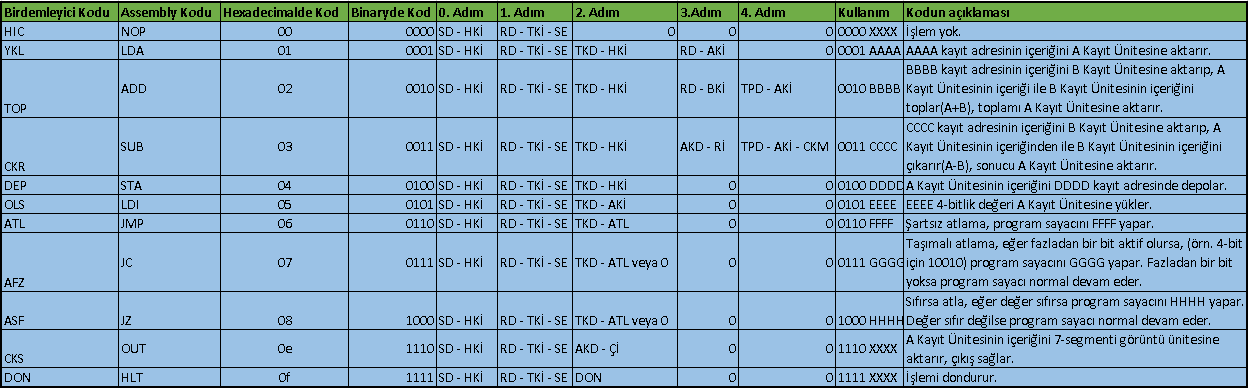 Birdemleyici Kodu Assembly Kodu Hexadecimalde Kod Binaryde Kod 0. Adım 1. Adım 2. Adım 3.Adım 4. Adım Kullanım Kodun açıklaması
HIC NOP 00 0000 SD - HKİ RD - TKİ - SE 0 0 0 0000 XXXX İşlem yok.
YKL LDA 01 0001 SD - HKİ RD - TKİ - SE TKD - HKİ RD - AKİ 0 0001 AAAA AAAA kayıt adresinin içeriğini A Kayıt Ünitesine aktarır.
TOP ADD 02 0010 SD - HKİ RD - TKİ - SE TKD - HKİ RD - BKİ TPD - AKİ 0010 BBBB BBBB kayıt adresinin içeriğini B Kayıt Ünitesine aktarıp, A
Kayıt Ünitesinin içeriği ile B Kayıt Ünitesinin içeriğini
toplar(A+B), toplamı A Kayıt Ünitesine aktarır.
CKR SUB 03 0011 SD - HKİ RD - TKİ - SE TKD - HKİ AKD - Rİ TPD - AKİ - CKM 0011 CCCC CCCC kayıt adresinin içeriğini B Kayıt Ünitesine aktarıp, A
Kayıt Ünitesinin içeriğinden ile B Kayıt Ünitesinin içeriğini
çıkarır(A-B), sonucu A Kayıt Ünitesine aktarır.
DEP STA 04 0100 SD - HKİ RD - TKİ - SE TKD - HKİ 0 0 0100 DDDD A Kayıt Ünitesinin içeriğini DDDD kayıt adresinde depolar.
OLS LDI 05 0101 SD - HKİ RD - TKİ - SE TKD - AKİ 0 0 0101 EEEE EEEE 4-bitlik değeri A Kayıt Ünitesine yükler.
ATL JMP 06 0110 SD - HKİ RD - TKİ - SE TKD - ATL 0 0 0110 FFFF Şartsız atlama, program sayacını FFFF yapar.
AFZ JC 07 0111 SD - HKİ RD - TKİ - SE TKD - ATL veya 0 0 0 0111 GGGG Taşımalı atlama, eğer fazladan bir bit aktif olursa, (örn. 4-bit
için 10010) program sayacını GGGG yapar. Fazladan bir bit
yoksa program sayacı normal devam eder.
ASF JZ 08 1000 SD - HKİ RD - TKİ - SE TKD - ATL veya 0 0 0 1000 HHHH Sıfırsa atla, eğer değer sıfırsa program sayacını HHHH yapar.
Değer sıfır değilse program sayacı normal devam eder.
CKS OUT 0e 1110 SD - HKİ RD - TKİ - SE AKD - Çİ 0 0 1110 XXXX A Kayıt Ünitesinin içeriğini 7-segmenti görüntü ünitesine
aktarır, çıkış sağlar.
DON HLT 0f 1111 SD - HKİ RD - TKİ - SE DON 0 0 1111 XXXX İşlemi dondurur.